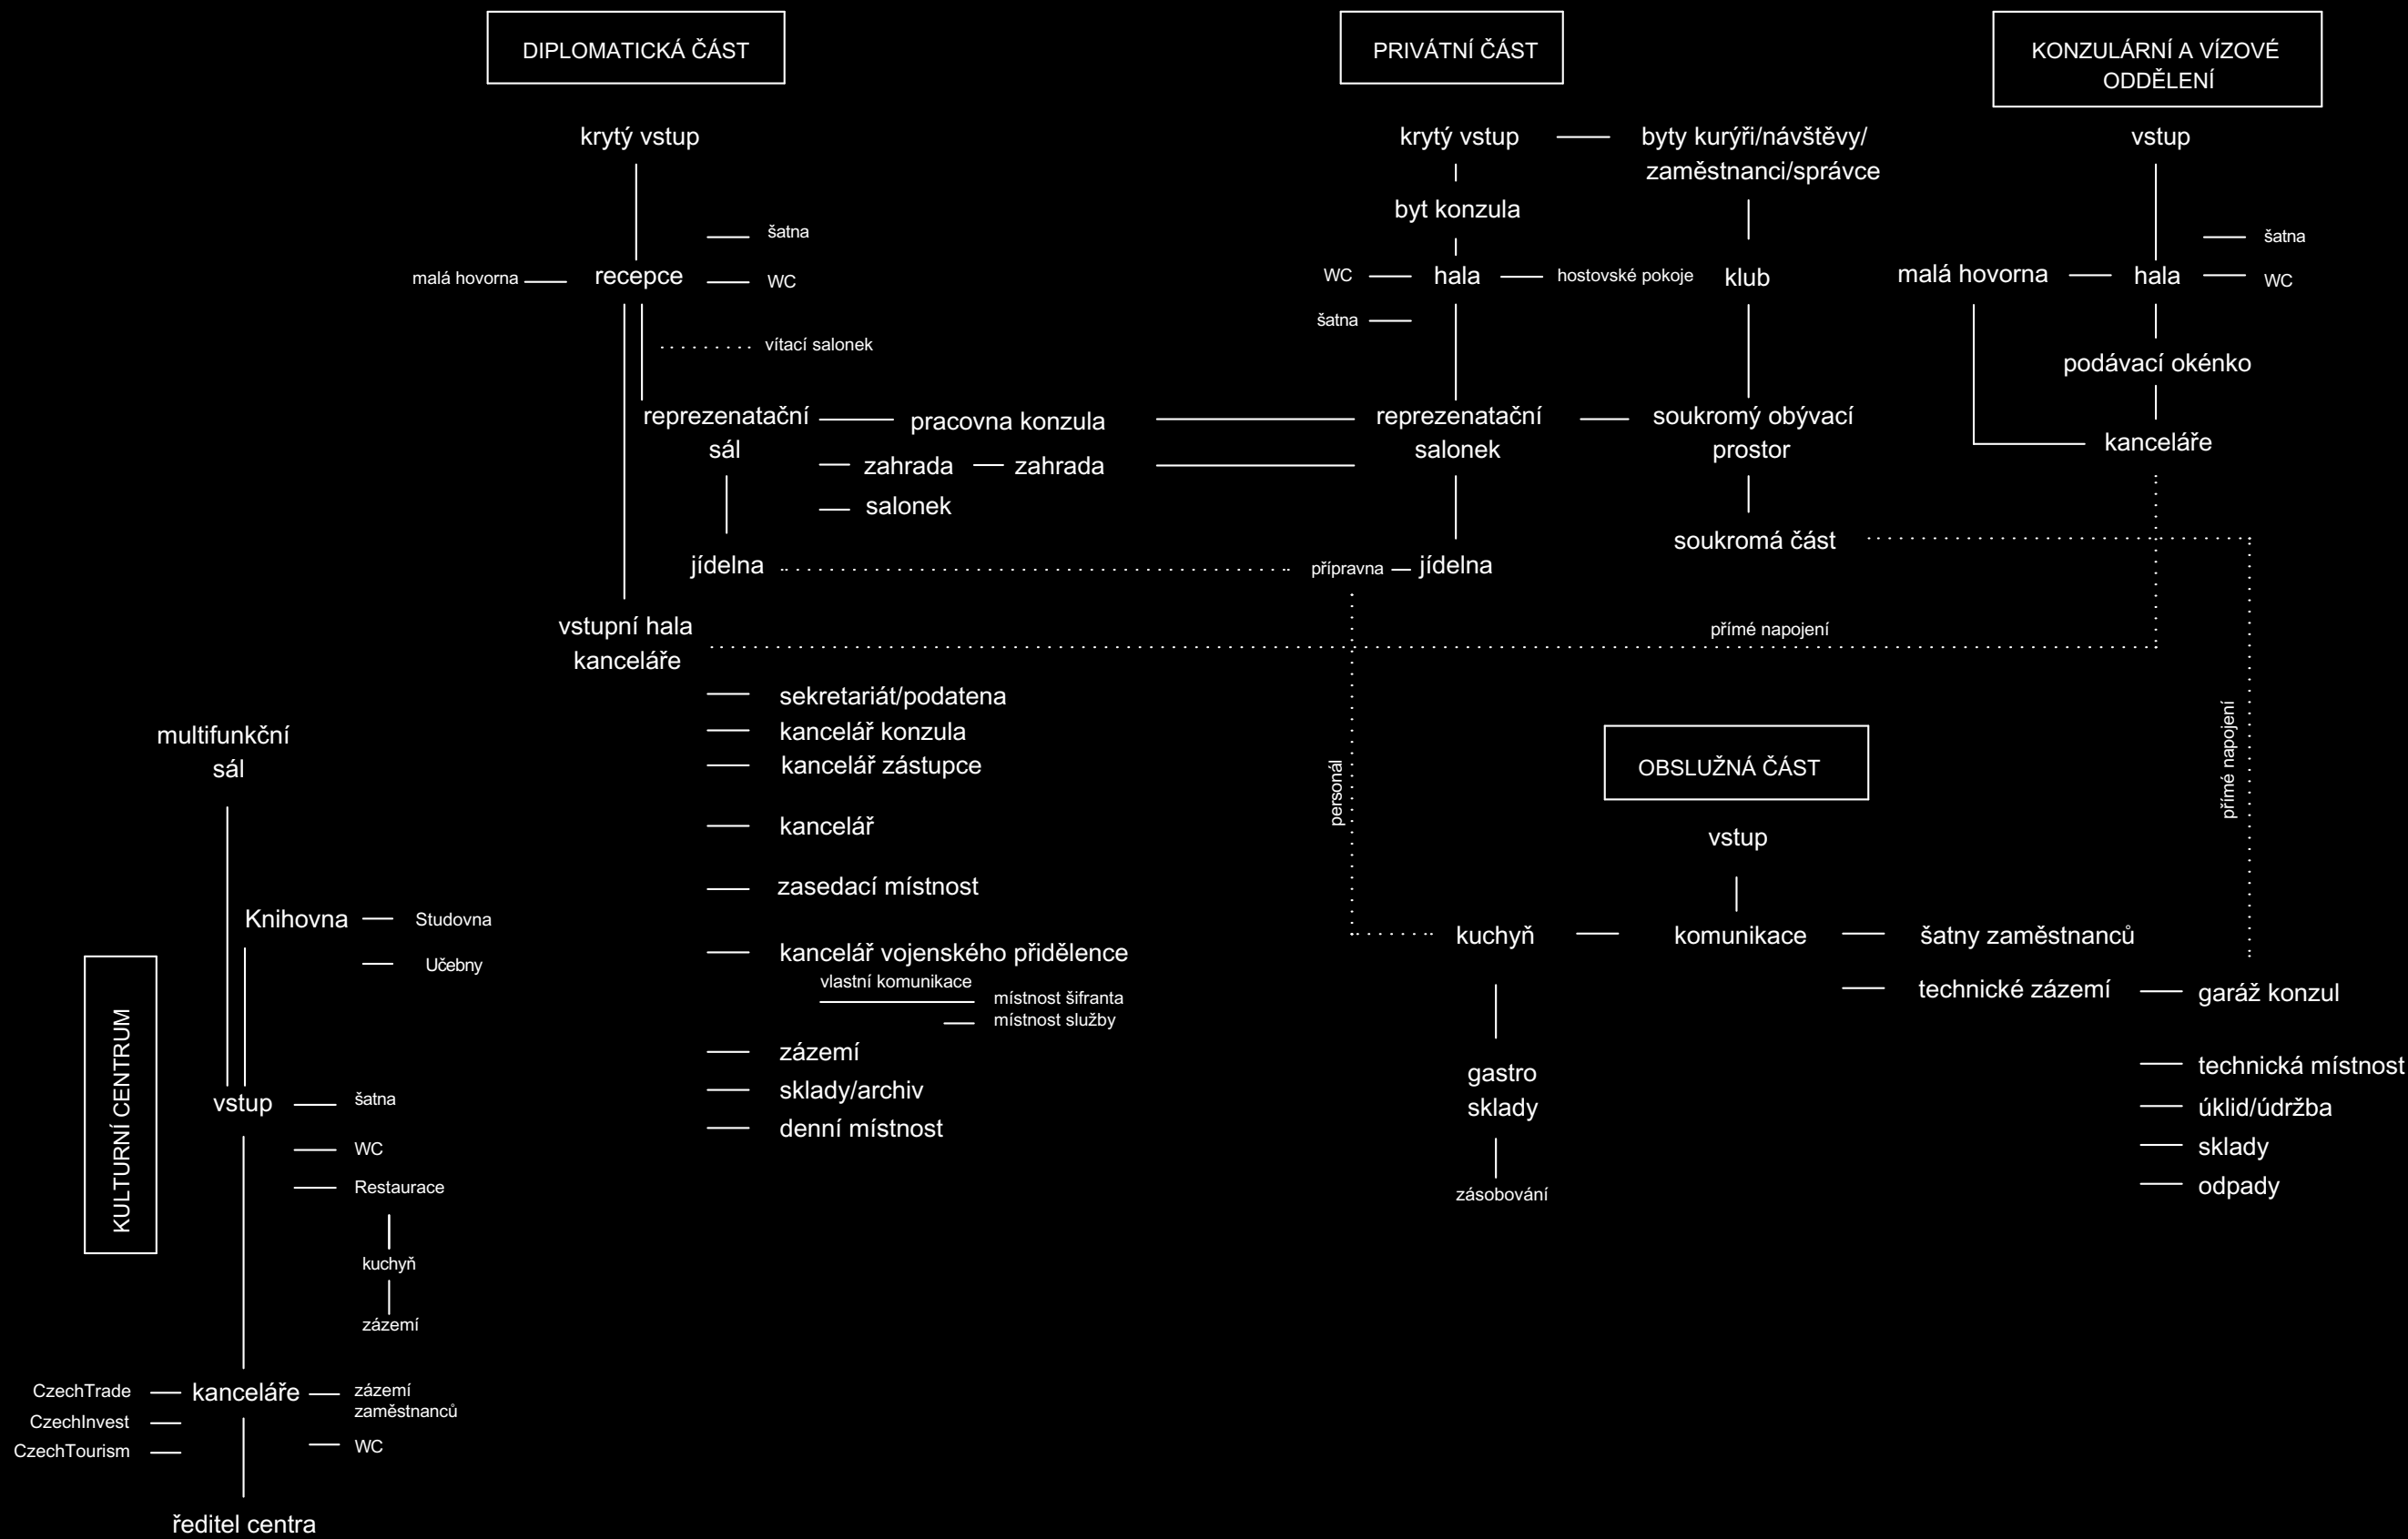 DIPLOMATICKÁ ČÁST
krytý vstup
šatna
malá hovorna
recepce
WC
vítací salonek
reprezenatační
sál
pracovna konzula
zahrada
zahrada
salonek
jídelna
vstupní hala
kanceláře
sekretariát/podatena
kancelář konzula
kancelář zástupce
kancelář
zasedací místnost
kancelář vojenského přidělence
vlastní komunikace
místnost šifranta
místnost služby
zázemí
sklady/archiv
denní místnost
PRIVÁTNÍ ČÁST
krytý vstup
byty kurýři/návštěvy/
zaměstnanci/správce
byt konzula
WC
hala
hostovské pokoje
klub
šatna
reprezenatační
salonek
soukromý obývací
prostor
soukromá část
přípravna
jídelna
přímé napojení
personál
přímé napojení
KONZULÁRNÍ A VÍZOVÉ
ODDĚLENÍ
vstup
šatna
malá hovorna
hala
WC
podávací okénko
kanceláře
OBSLUŽNÁ ČÁST
vstup
kuchyň
komunikace
šatny zaměstnanců
technické zázemí
garáž konzul
gastro
sklady
technická místnost
úklid/údržba
sklady
odpady
zásobování
KULTURNÍ CENTRUM
multifunkční
sál
Knihovna
Studovna
Učebny
vstup
šatna
WC
Restaurace
kuchyň
zázemí
CzechTrade
kanceláře
zázemí
zaměstnanců
CzechInvest
CzechTourism
WC
ředitel centra